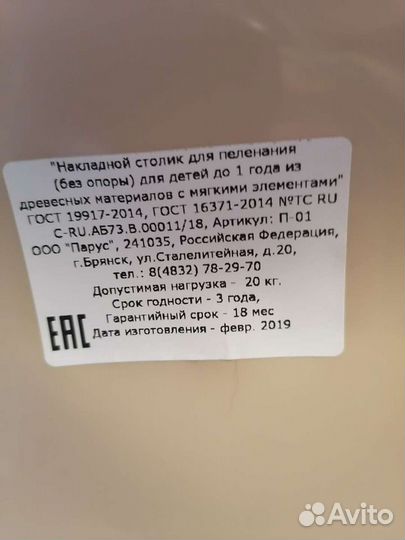 "Накладной столик для пеленания
(без опоры) для детей до 1 года из
древесных материалов с мягкими элементами"
ГОСТ 19917-2014, ГОСТ 16371-2014 №ТС RU
C-RU.АБ73.В.00011/18, Артикул: П-01
ООО "Парус", 241035, Российская Федерация,
г.Брянск, ул.Сталелитейная, д.20,
тел.: 8(4832) 78-29-70
Допустимая нагрузка - 20 кг.
Срок годности - 3 года,
Гарантийный срок - 18 мес
Дата изготовления - февр. 2019
EAC
Avito